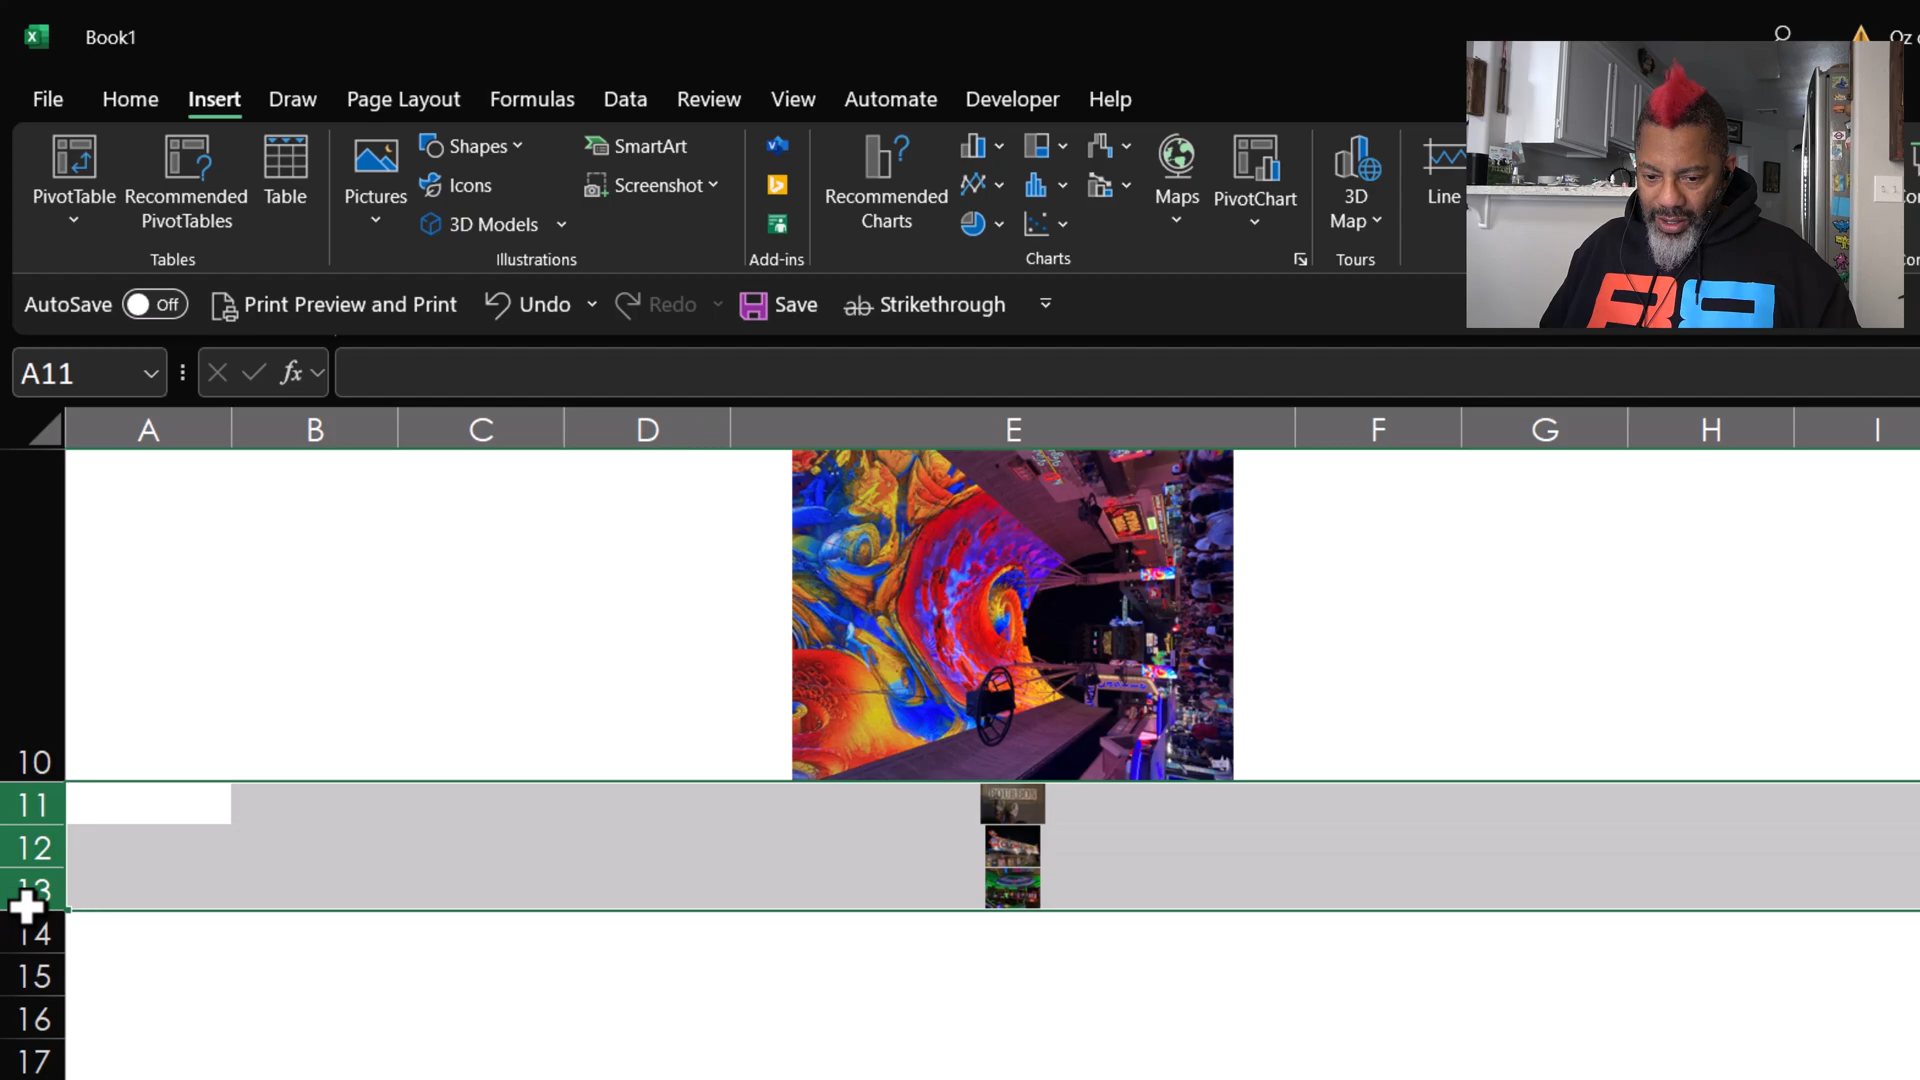 Book1
Oz
File Home Insert Draw Page Layout Formulas Data Review View Automate Developer Help
PivotTable
Recommended PivotTables
Table
Tables
Pictures
Shapes
Icons
3D Models
SmartArt
Screenshot
Illustrations
Add-ins
Recommended Charts
Maps
PivotChart
Charts
3D Map
Tours
Line
AutoSave Off Print Preview and Print Undo Redo Save ab Strikethrough
A11 fx
A B C D E F G H I
10
11
12
13
14
15
16
17